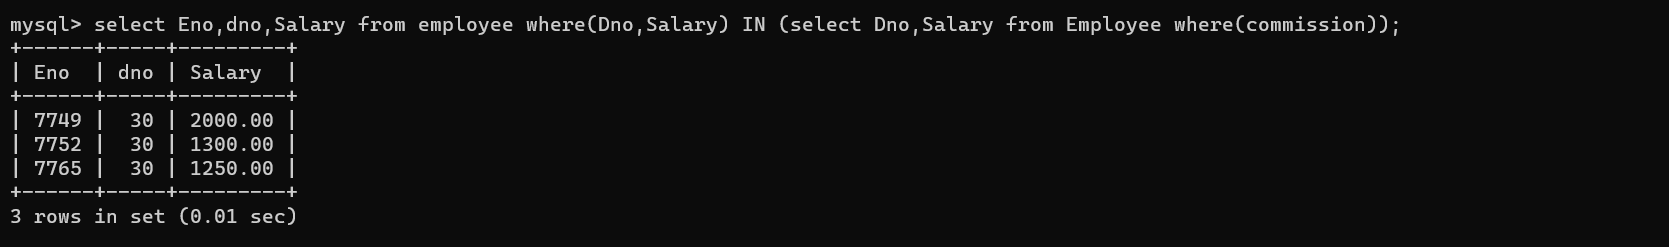 mysql> select Eno,dno,Salary from employee where(Dno,Salary) IN (select Dno,Salary from Employee where(commission));
+------+-----+---------+
| Eno  | dno | Salary  |
+------+-----+---------+
| 7749 |  30 | 2000.00 |
| 7752 |  30 | 1300.00 |
| 7765 |  30 | 1250.00 |
+------+-----+---------+
3 rows in set (0.01 sec)